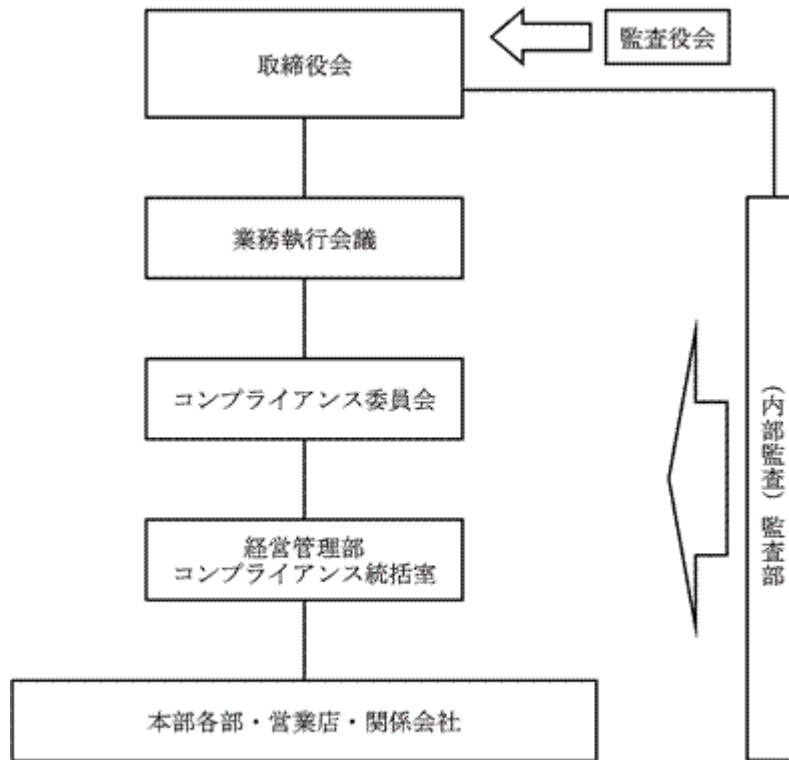 取締役会
監査役会
業務執行会議
コンプライアンス委員会
経営管理部
コンプライアンス統括室
本部各部・営業店・関係会社
（内部監査）監査部